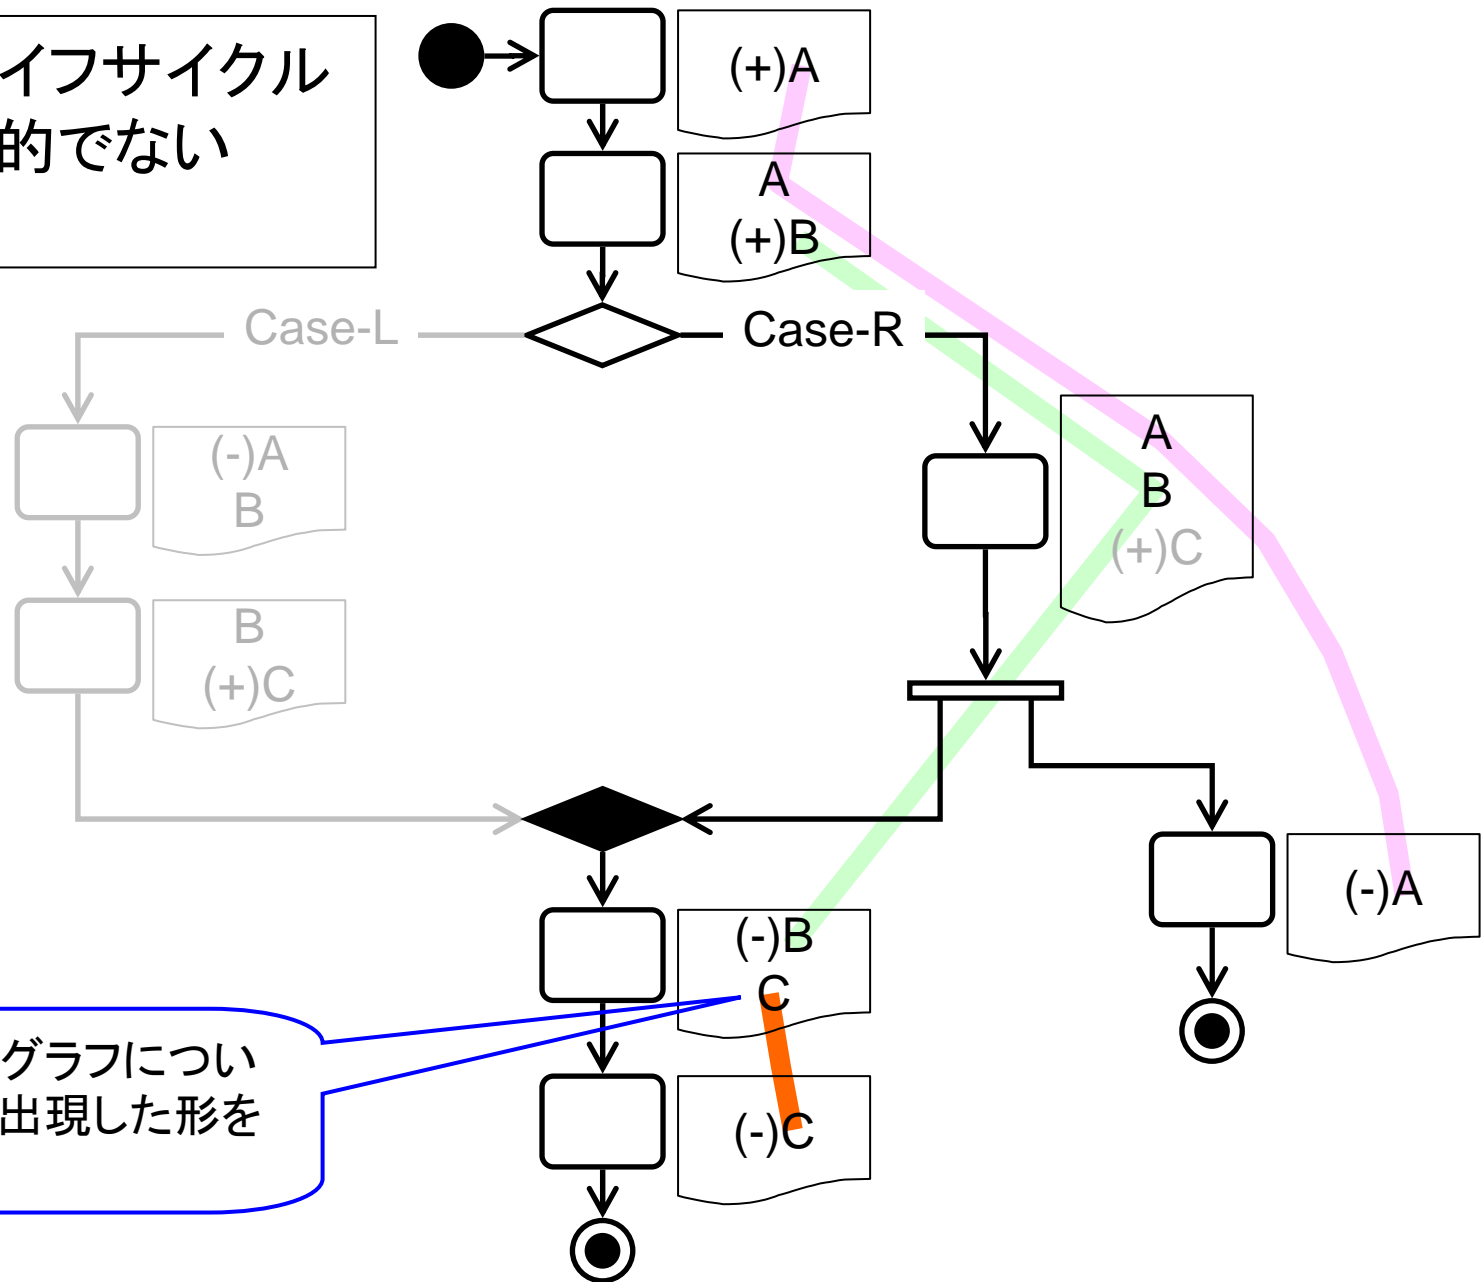 イフサイクル
的でない
(+)A
A
(+)B
Case-L
Case-R
(-)A
B
B
(+)C
A
B
(+)C
(-)B
C
(-)A
グラフについ
出現した形を
(-)C